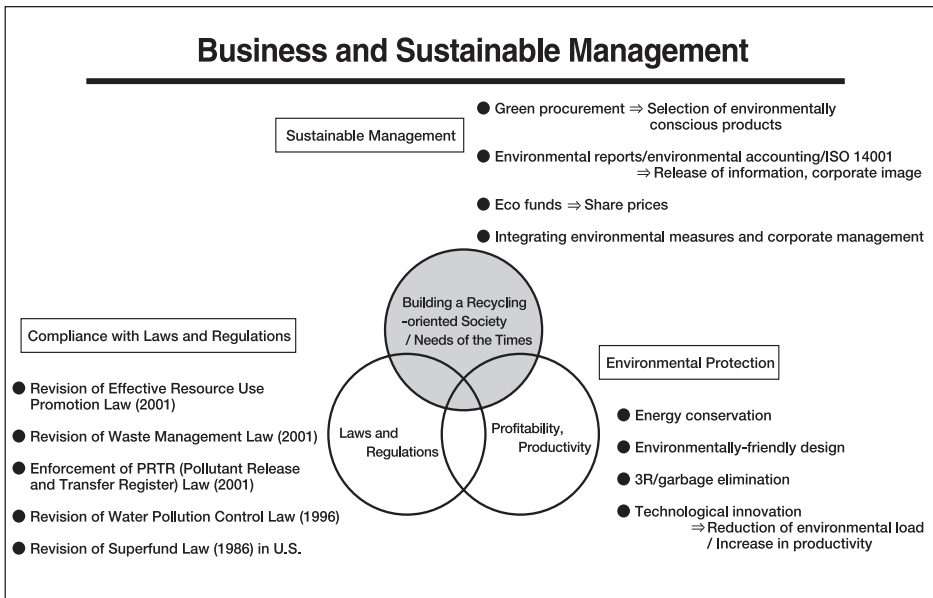 Business and Sustainable Management
Sustainable Management
● Green procurement ⇒ Selection of environmentally
conscious products
● Environmental reports/environmental accounting/ISO 14001
⇒ Release of information, corporate image
● Eco funds ⇒ Share prices
● Integrating environmental measures and corporate management
Building a Recycling
-oriented Society
/ Needs of the Times
Compliance with Laws and Regulations
● Revision of Effective Resource Use
Promotion Law (2001)
● Revision of Waste Management Law (2001)
● Enforcement of PRTR (Pollutant Release
and Transfer Register) Law (2001)
● Revision of Water Pollution Control Law (1996)
● Revision of Superfund Law (1986) in U.S.
Laws and
Regulations
Profitability,
Productivity
Environmental Protection
● Energy conservation
● Environmentally-friendly design
● 3R/garbage elimination
● Technological innovation
⇒ Reduction of environmental load
/ Increase in productivity